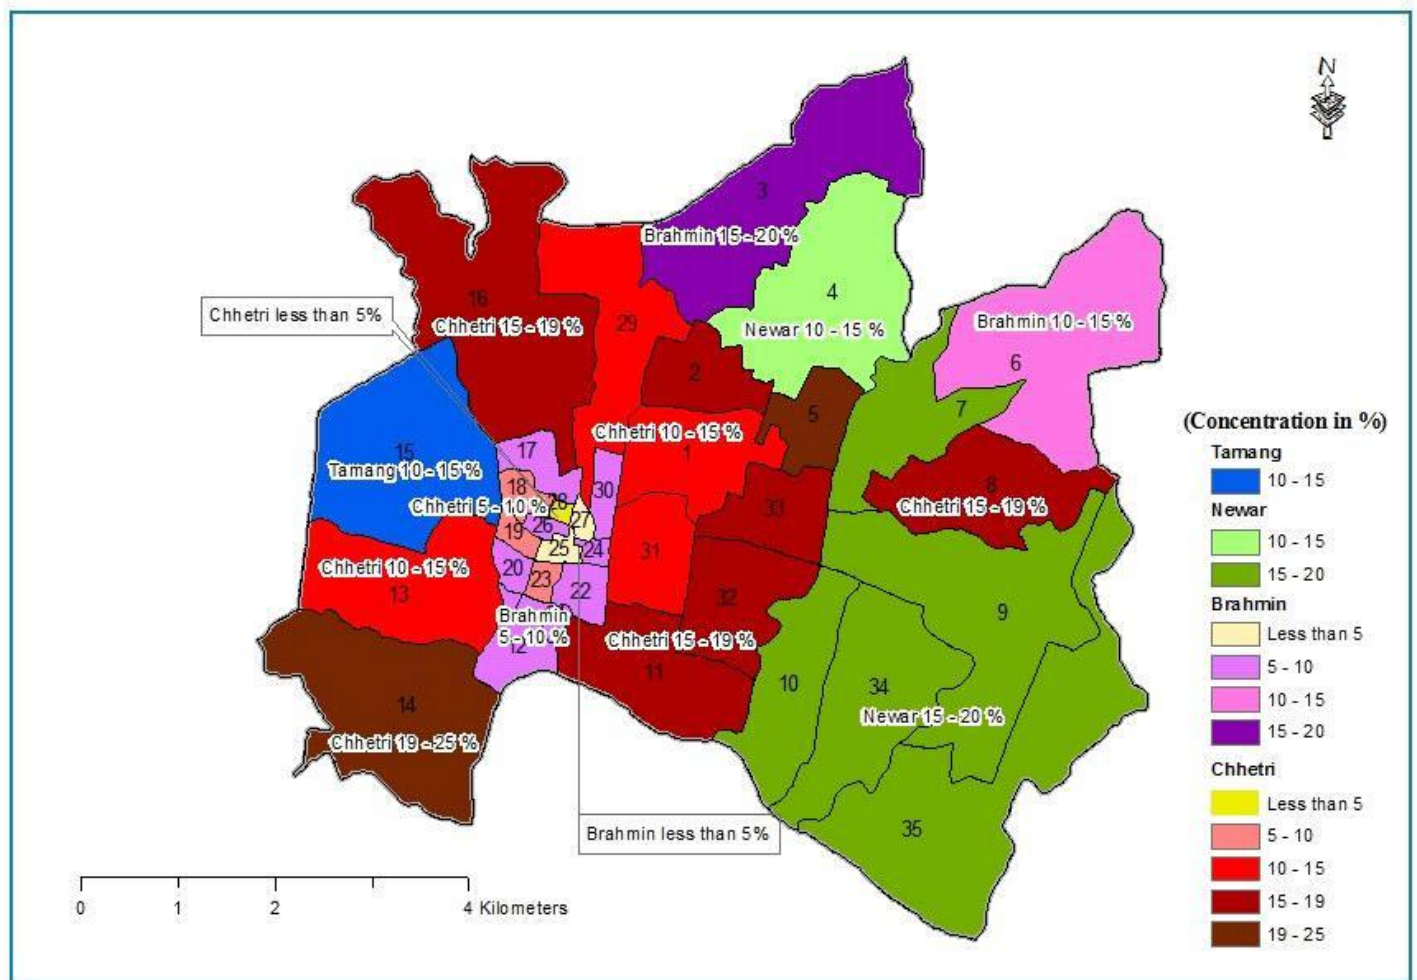 N
3
Brahmin 15 - 20 %
4
Newar 10 - 15 %
16
Chhetri 15 - 19 %
Chhetri less than 5%
29
Brahmin 10 - 15 %
6
2
5
7
Chhetri 10 - 15 %
1
15
Tamang 10 - 15 %
17
18
28
30
Chhetri 5 - 10 %
27
26
19
25
24
33
8
Chhetri 15 - 19 %
31
20
23
22
Chhetri 10 - 15 %
13
32
9
Brahmin
5 - 10 %
12
Chhetri 15 - 19 %
11
10
34
Newar 15 - 20 %
14
Chhetri 19 - 25 %
35
Brahmin less than 5%
0 1 2 4 Kilometers
(Concentration in %)
Tamang
10 - 15
Newar
10 - 15
15 - 20
Brahmin
Less than 5
5 - 10
10 - 15
15 - 20
Chhetri
Less than 5
5 - 10
10 - 15
15 - 19
19 - 25